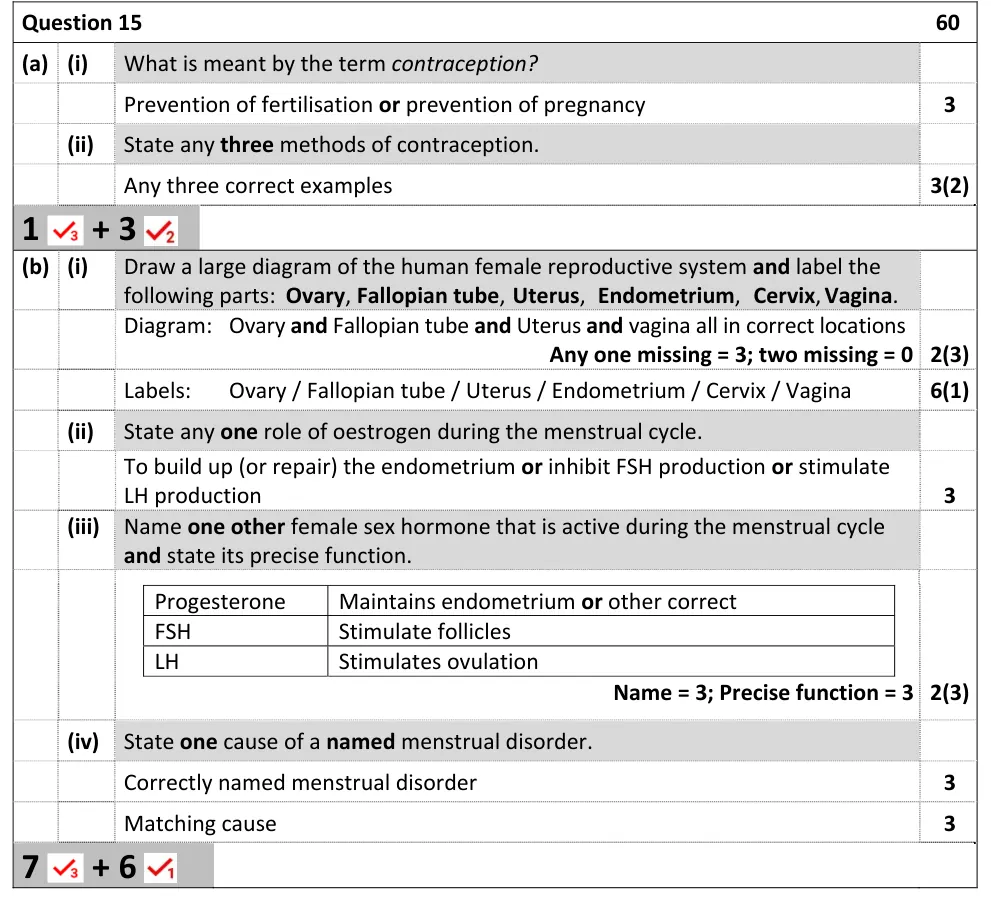 Question 15 60
(a) (i) What is meant by the term contraception?
Prevention of fertilisation or prevention of pregnancy 3
(ii) State any three methods of contraception.
Any three correct examples 3(2)
1 ✓3 + 3 ✓2
(b) (i) Draw a large diagram of the human female reproductive system and label the
following parts: Ovary, Fallopian tube, Uterus, Endometrium, Cervix, Vagina.
Diagram: Ovary and Fallopian tube and Uterus and vagina all in correct locations
Any one missing = 3; two missing = 0 2(3)
Labels: Ovary / Fallopian tube / Uterus / Endometrium / Cervix / Vagina 6(1)
(ii) State any one role of oestrogen during the menstrual cycle.
To build up (or repair) the endometrium or inhibit FSH production or stimulate
LH production 3
(iii) Name one other female sex hormone that is active during the menstrual cycle
and state its precise function.
Progesterone Maintains endometrium or other correct
FSH Stimulate follicles
LH Stimulates ovulation
Name = 3; Precise function = 3 2(3)
(iv) State one cause of a named menstrual disorder.
Correctly named menstrual disorder 3
Matching cause 3
7 ✓3 + 6 ✓1